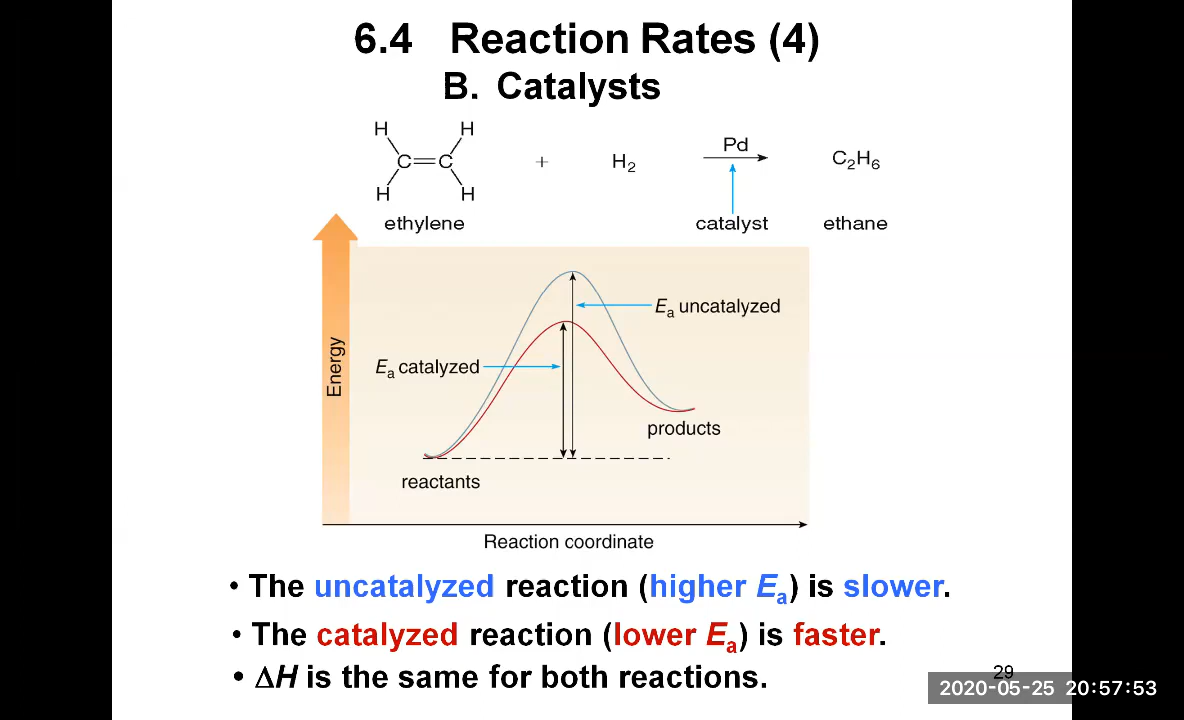 6.4 Reaction Rates (4)
B. Catalysts
H H
C=C + H₂ Pd C₂H₆
H H
ethylene catalyst ethane
Energy
Eₐ uncatalyzed
Eₐ catalyzed
products
reactants
Reaction coordinate
• The uncatalyzed reaction (higher Eₐ) is slower.
• The catalyzed reaction (lower Eₐ) is faster.
• ΔH is the same for both reactions.
29
2020-05-25 20:57:53